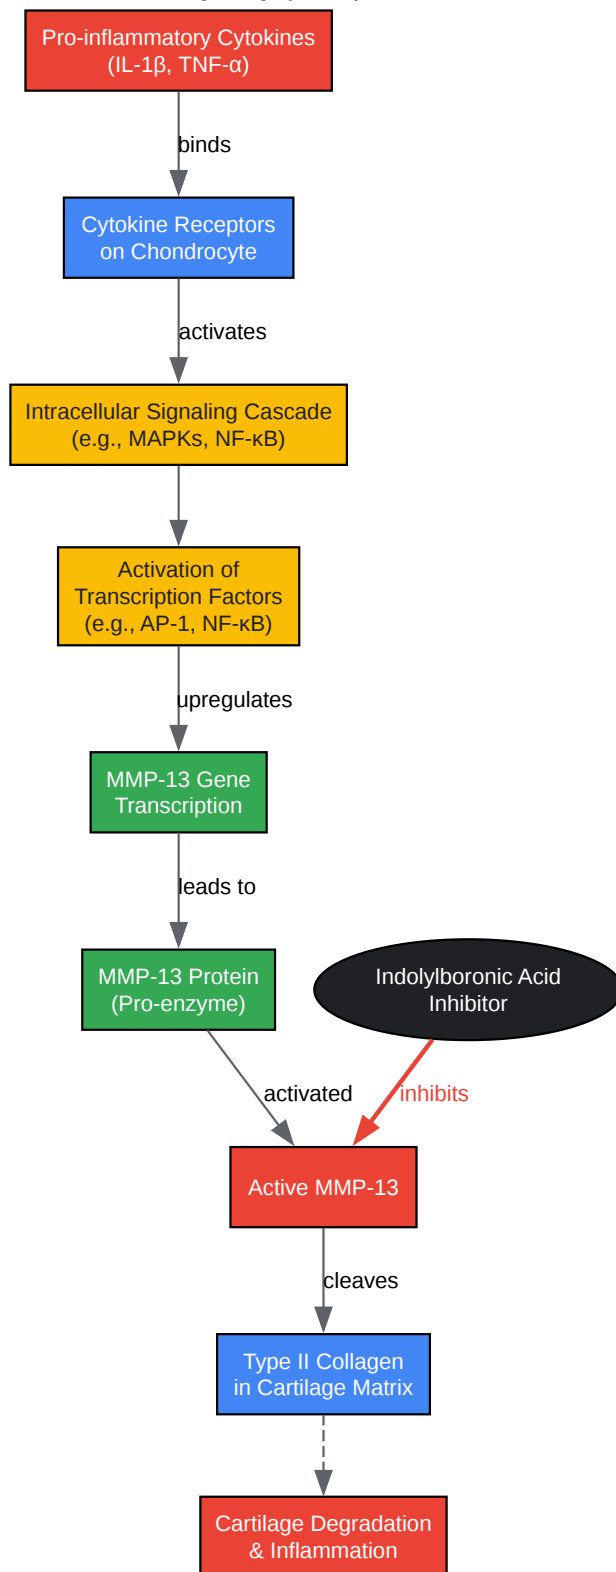 Pro-inflammatory Cytokines
(IL-1β, TNF-α)
binds
Cytokine Receptors
on Chondrocyte
activates
Intracellular Signaling Cascade
(e.g., MAPKs, NF-κB)
Activation of
Transcription Factors
(e.g., AP-1, NF-κB)
upregulates
MMP-13 Gene
Transcription
leads to
MMP-13 Protein
(Pro-enzyme)
Indolylboronic Acid
Inhibitor
activated
inhibits
Active MMP-13
cleaves
Type II Collagen
in Cartilage Matrix
Cartilage Degradation
& Inflammation